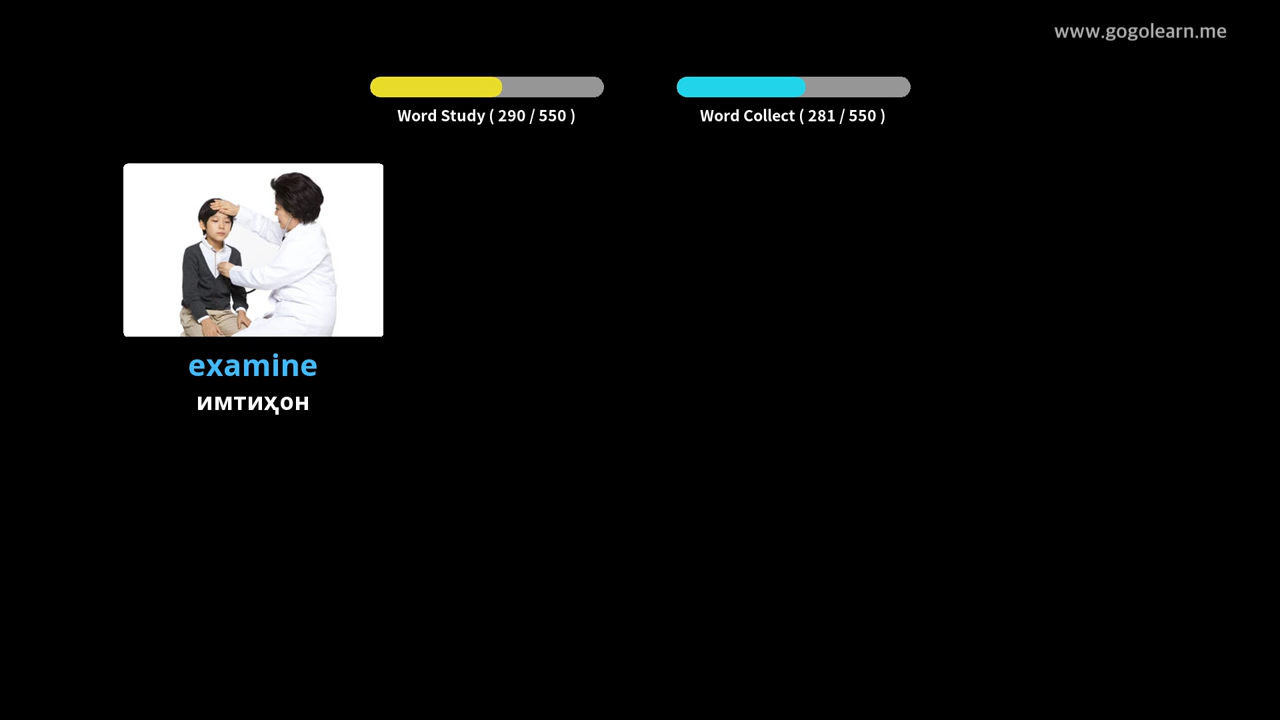 www.gogolearn.me
Word Study ( 290 / 550 )
Word Collect ( 281 / 550 )
examine
имтиҳон